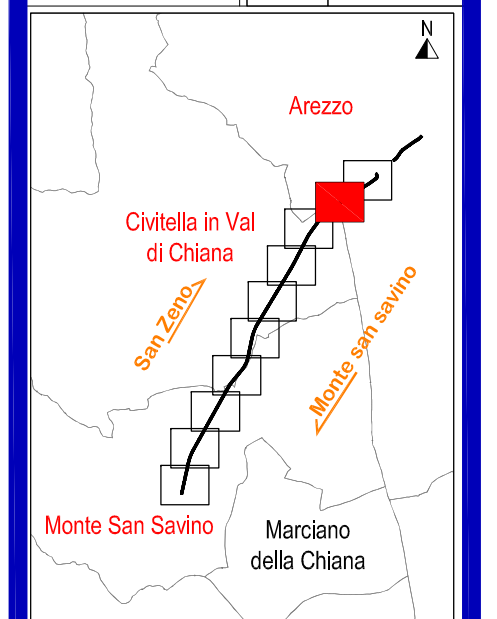 N
Arezzo
Civitella in Val
di Chiana
San Zeno
Monte san savino
Monte San Savino
Marciano
della Chiana